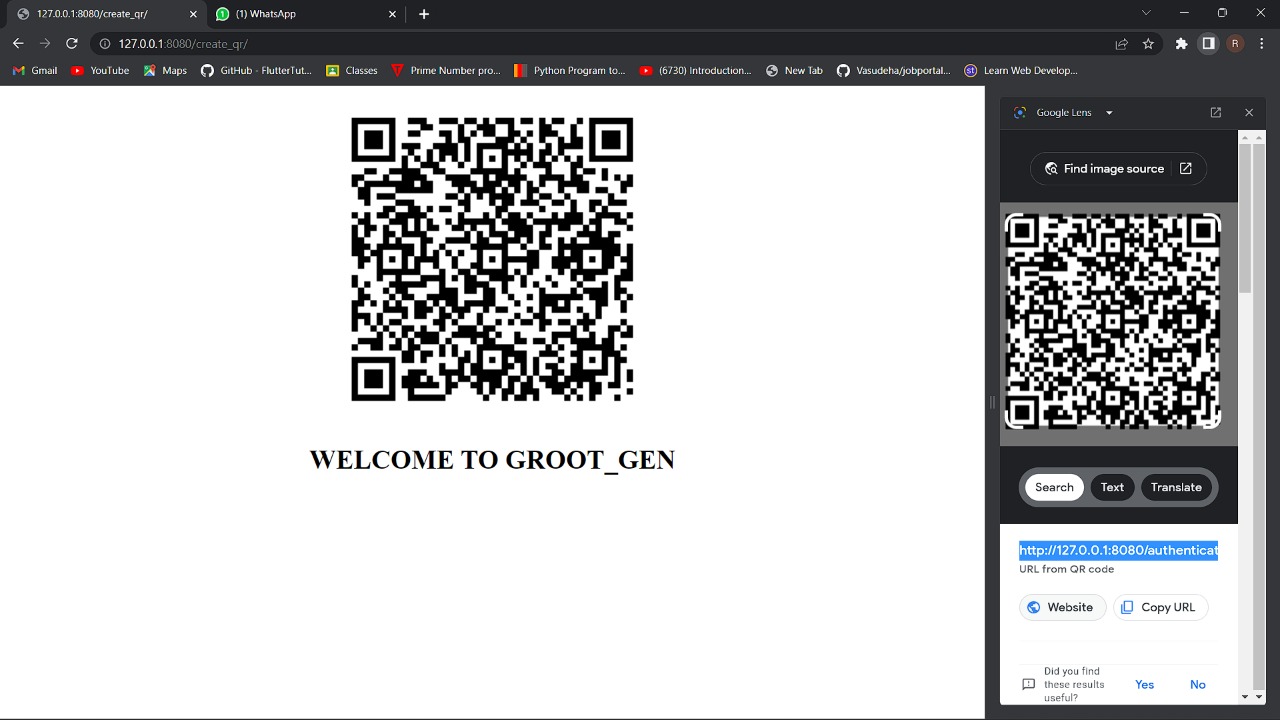 127.0.0.1:8080/create_qr/
(1) WhatsApp
127.0.0.1:8080/create_qr/
R
Gmail
YouTube
Maps
GitHub - FlutterTut...
Classes
Prime Number pro...
Python Program to...
(6730) Introduction...
New Tab
Vasudeha/jobportal...
st
Learn Web Develop...
WELCOME TO GROOT_GEN
Google Lens
Find image source
Search
Text
Translate
http://127.0.0.1:8080/authenticat
URL from QR code
Website
Copy URL
Did you find
these results
useful?
Yes
No